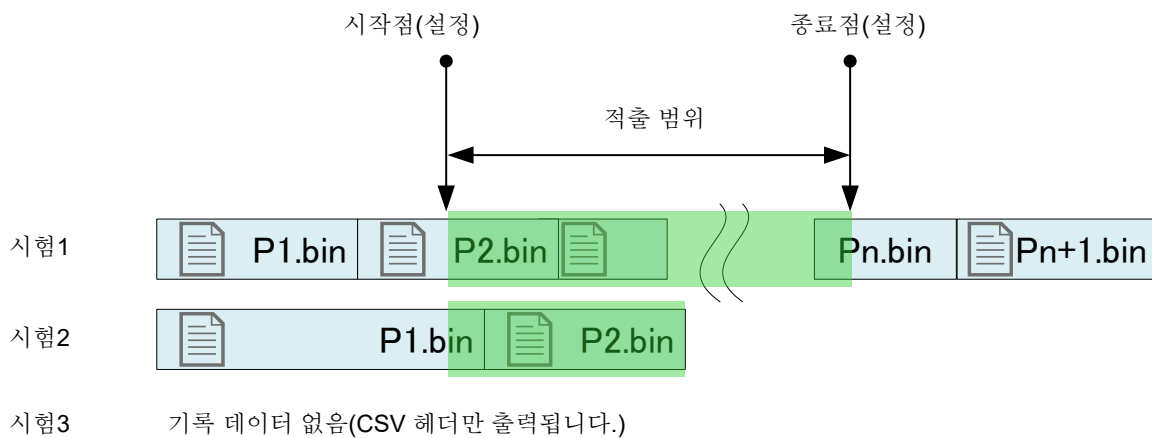 시작점(설정) 종료점(설정)
적출 범위
시험1 P1.bin P2.bin Pn.bin Pn+1.bin
시험2 P1.bin P2.bin
시험3 기록 데이터 없음(CSV 헤더만 출력됩니다.)